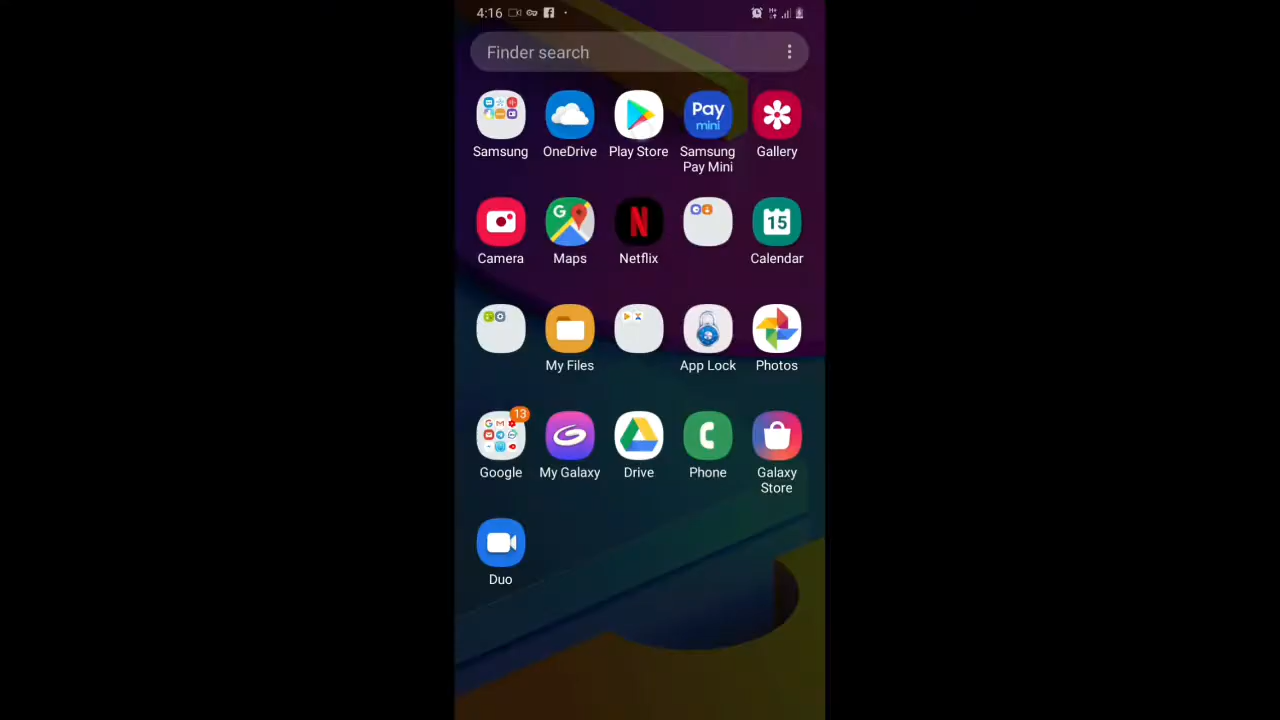 4:16
Finder search
Pay
mini
Samsung
OneDrive
Play Store
Samsung
Pay Mini
Gallery
G
N
15
Camera
Maps
Netflix
Calendar
My Files
App Lock
Photos
13
Google
My Galaxy
Drive
Phone
Galaxy
Store
Duo